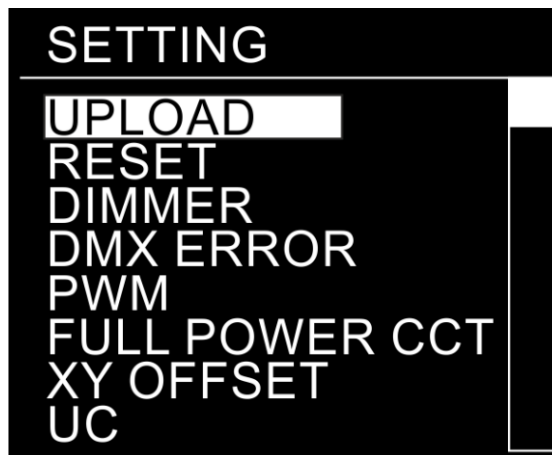 SETTING
UPLOAD
RESET
DIMMER
DMX ERROR
PWM
FULL POWER CCT
XY OFFSET
UC